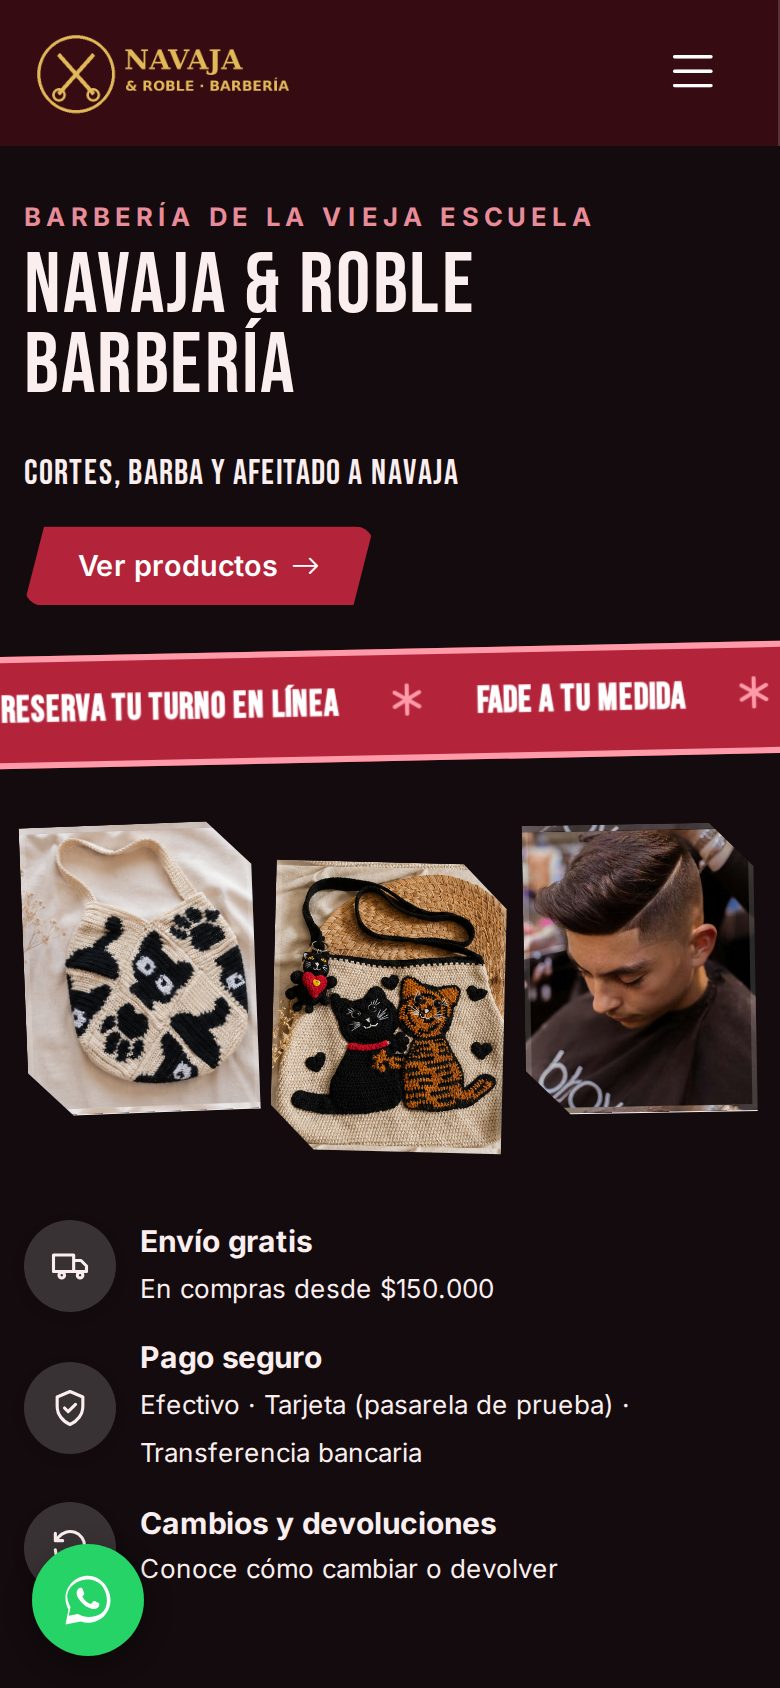 NAVAJA
& ROBLE · BARBERÍA
BARBERÍA DE LA VIEJA ESCUELA
NAVAJA & ROBLE
BARBERÍA
CORTES, BARBA Y AFEITADO A NAVAJA
Ver productos →
RESERVA TU TURNO EN LÍNEA * FADE A TU MEDIDA *
blow
Envío gratis
En compras desde $150.000
Pago seguro
Efectivo · Tarjeta (pasarela de prueba) ·
Transferencia bancaria
Cambios y devoluciones
Conoce cómo cambiar o devolver